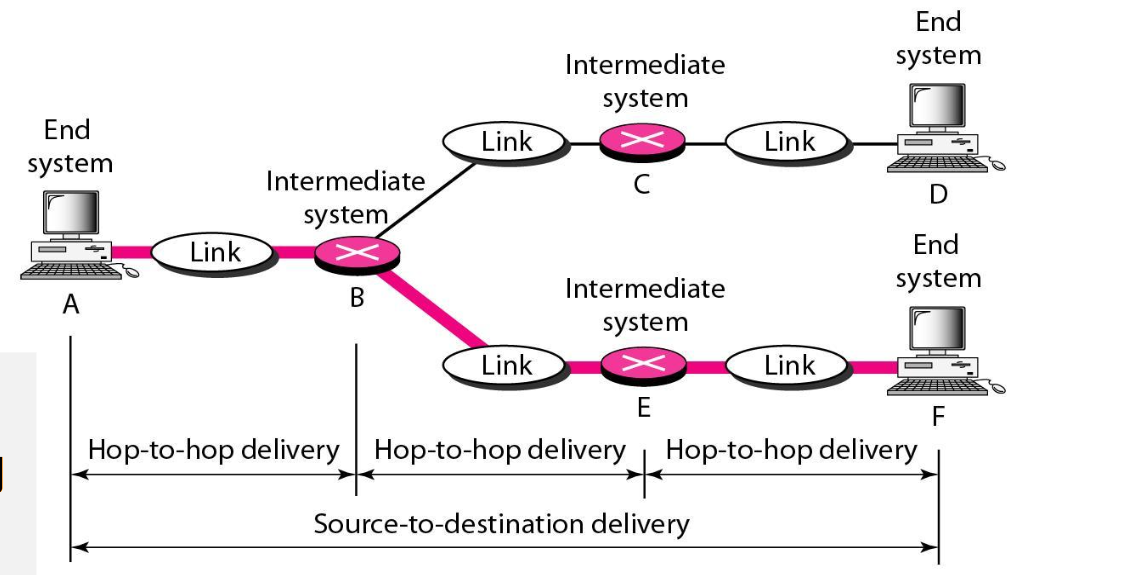 End
system
Intermediate
system
Link
C
Link
D
End
system
Intermediate
system
A
Link
B
End
system
Intermediate
system
Link
E
Link
F
Hop-to-hop delivery
Hop-to-hop delivery
Hop-to-hop delivery
Source-to-destination delivery